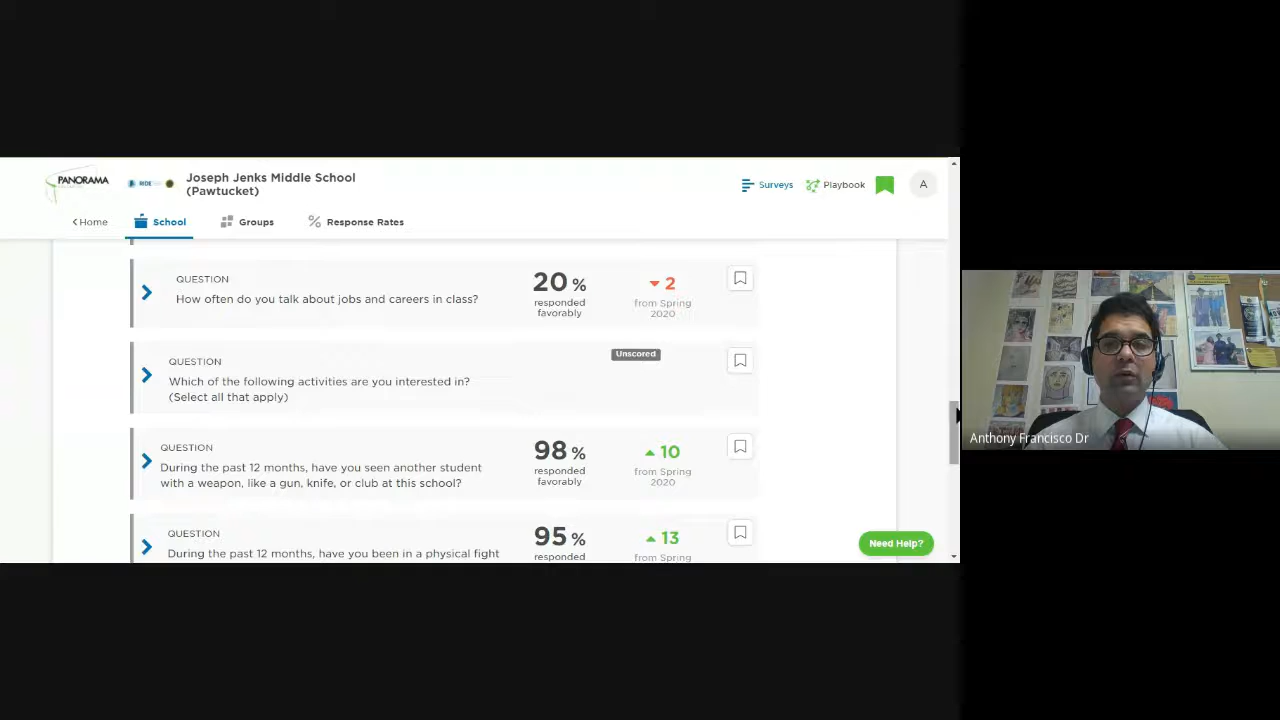 PANORAMA
RIDE
Joseph Jenks Middle School
(Pawtucket)
Surveys
Playbook
A
Home
School
Groups
Response Rates
QUESTION
How often do you talk about jobs and careers in class?
20 %
responded
favorably
2
from Spring
2020
QUESTION
Which of the following activities are you interested in?
(Select all that apply)
Unscored
QUESTION
During the past 12 months, have you seen another student
with a weapon, like a gun, knife, or club at this school?
98 %
responded
favorably
10
from Spring
2020
QUESTION
During the past 12 months, have you been in a physical fight
95 %
responded
13
from Spring
Need Help?
Anthony Francisco Dr